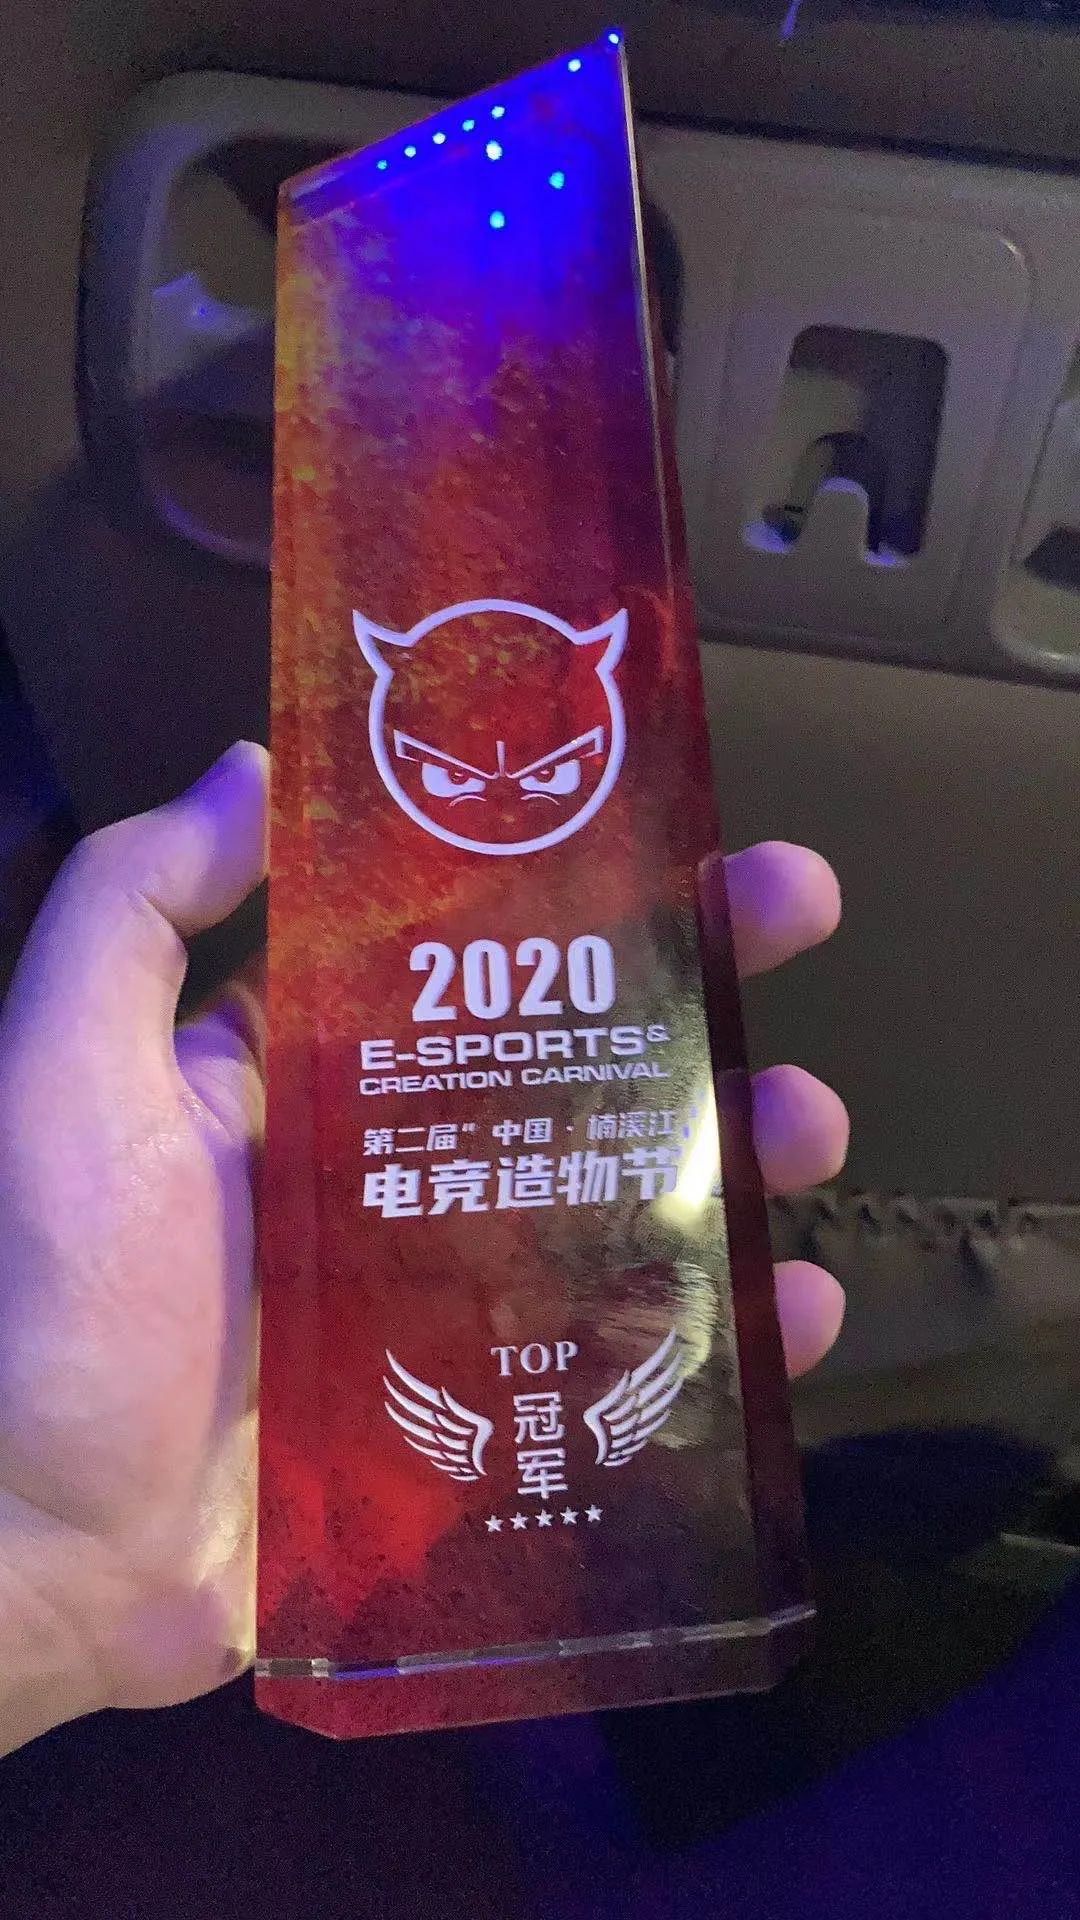 2020
E-SPORTS&
CREATION CARNIVAL
第二届"中国·楠溪江"
电竞造物节
TOP
冠
军